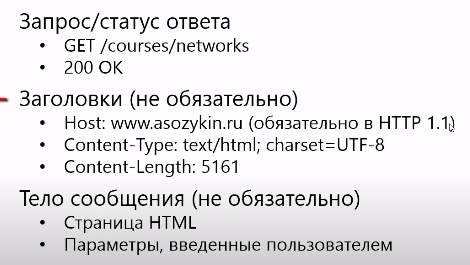 Запрос/статус ответа
• GET /courses/networks
• 200 OK
Заголовки (не обязательно)
• Host: www.asozykin.ru (обязательно в HTTP 1.1)
• Content-Type: text/html; charset=UTF-8
• Content-Length: 5161
Тело сообщения (не обязательно)
• Страница HTML
• Параметры, введенные пользователем